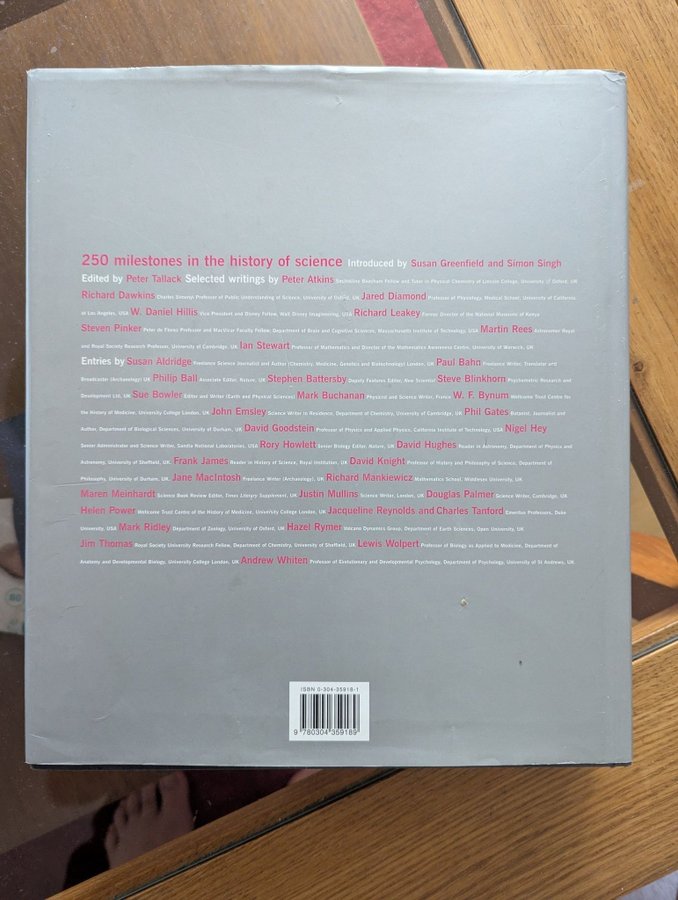 250 milestones in the history of science Introduced by Susan Greenfield and Simon Singh
Edited by Peter Tallack Selected writings by Peter Atkins SmithKline Beecham Fellow and Tutor in Physical Chemistry of Lincoln College, University of Oxford, UK
Richard Dawkins Charles Simonyi Professor of Public Understanding of Science, University of Oxford, UK Jared Diamond Professor of Physiology, Medical School, University of California
at Los Angeles, USA W. Daniel Hillis Vice President and Disney Fellow, Walt Disney Imagineering, USA Richard Leakey Former Director of the National Museums of Kenya
Steven Pinker Peter de Florez Professor and MacVicar Faculty Fellow, Department of Brain and Cognitive Sciences, Massachusetts Institute of Technology, USA Martin Rees Astronomer Royal
and Royal Society Research Professor, University of Cambridge, UK Ian Stewart Professor of Mathematics and Director of the Mathematics Awareness Centre, University of Warwick, UK
Entries by Susan Aldridge Freelance Science Journalist and Author (Chemistry, Medicine, Genetics and Biotechnology) London, UK Paul Bahn Freelance Writer, Translator and
Broadcaster (Archaeology) UK Philip Ball Associate Editor, Nature, UK Stephen Battersby Deputy Features Editor, New Scientist Steve Blinkhorn Psychometric Research and
Development Ltd, UK Sue Bowler Editor and Writer (Earth and Physical Sciences) Mark Buchanan Physicist and Science Writer, France W. F. Bynum Wellcome Trust Centre for
the History of Medicine, University College London, UK John Emsley Science Writer in Residence, Department of Chemistry, University of Cambridge, UK Phil Gates Botanist, Journalist and
Author, Department of Biological Sciences, University of Durham, UK David Goodstein Professor of Physics and Applied Physics, California Institute of Technology, USA Nigel Hey
Senior Administrator and Science Writer, Sandia National Laboratories, USA Rory Howlett Senior Biology Editor, Nature, UK David Hughes Reader in Astronomy, Department of Physics and
Astronomy, University of Sheffield, UK Frank James Reader in History of Science, Royal Institution, UK David Knight Professor of History and Philosophy of Science, Department of
Philosophy, University of Durham, UK Jane MacIntosh Freelance Writer (Archaeology), UK Richard Mankiewicz Mathematics School, Middlesex University, UK
Maren Meinhardt Science Book Review Editor, Times Literary Supplement, UK Justin Mullins Science Writer, London, UK Douglas Palmer Science Writer, Cambridge, UK
Helen Power Wellcome Trust Centre of the History of Medicine, University College London, UK Jacqueline Reynolds and Charles Tanford Emeritus Professors, Duke
University, USA Mark Ridley Department of Zoology, University of Oxford, UK Hazel Rymer Volcano Dynamics Group, Department of Earth Sciences, Open University, UK
Jim Thomas Royal Society University Research Fellow, Department of Chemistry, University of Sheffield, UK Lewis Wolpert Professor of Biology as Applied to Medicine, Department of
Anatomy and Developmental Biology, University College London, UK Andrew Whiten Professor of Evolutionary and Developmental Psychology, Department of Psychology, University of St Andrews, UK
ISBN 0-304-35918-1
9 780304 359189